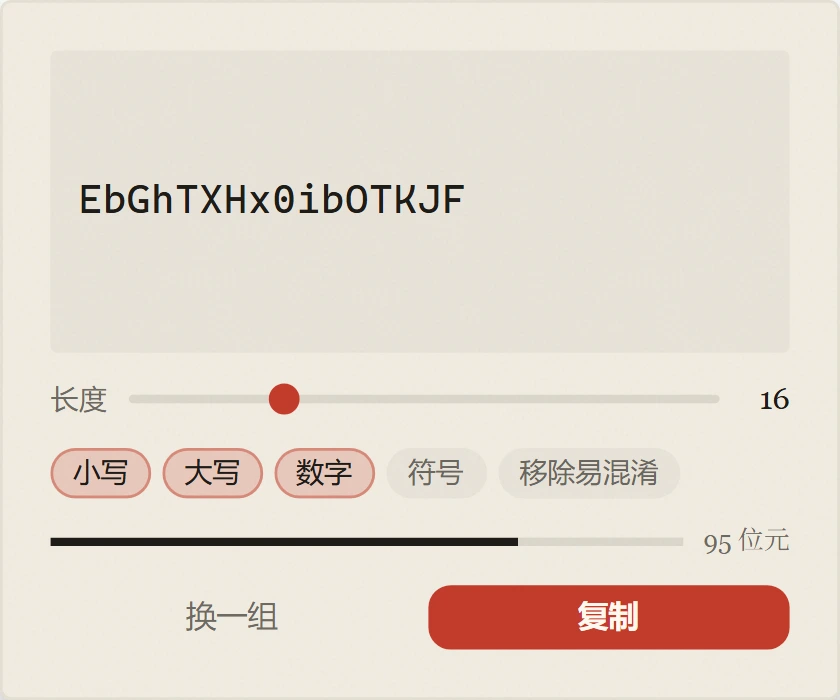 EbGhTXHx0ibOTKJF
长度 16
小写 大写 数字 符号 移除易混淆
95 位元
换一组 复制